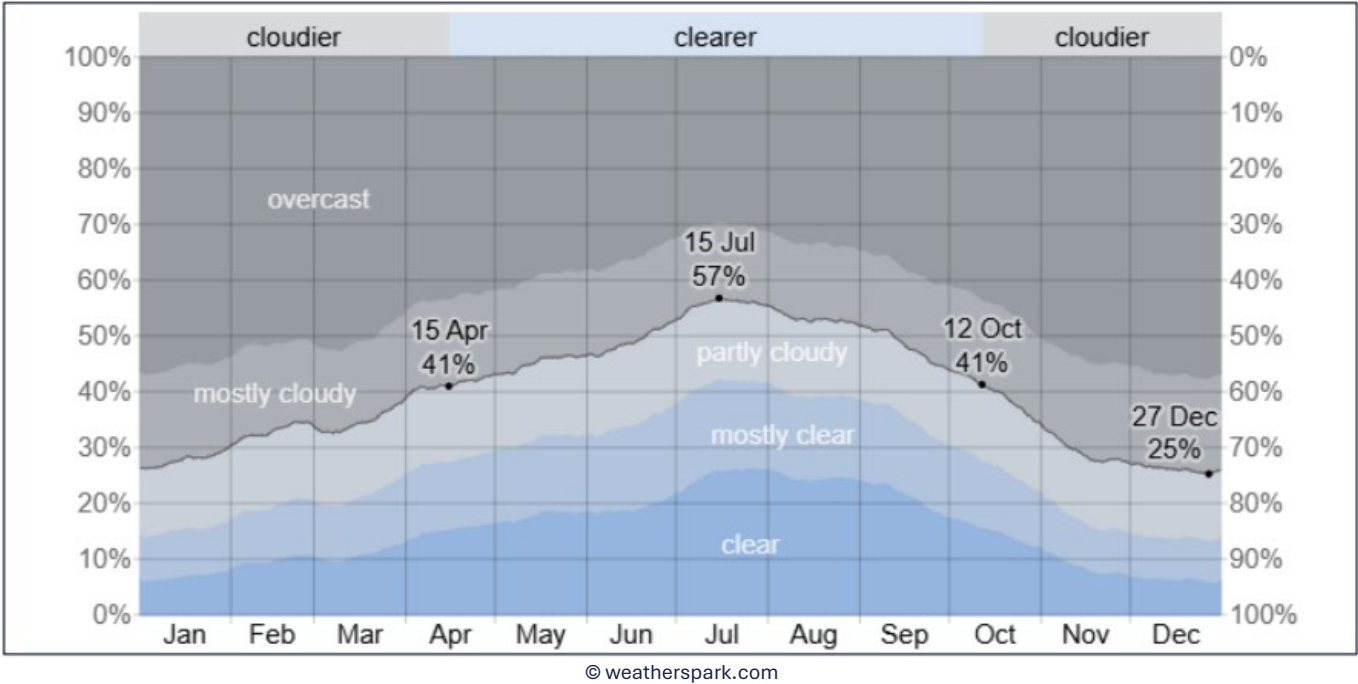 cloudier clearer cloudier
100% 0%
90% 10%
80% 20%
overcast
70% 30%
15 Jul
60% 57% 40%
15 Apr 12 Oct
50% 50%
partly cloudy
41% 41%
40% 60%
mostly cloudy
27 Dec
mostly clear
30% 25% 70%
20% 80%
clear
10% 90%
0% 100%
Jan Feb Mar Apr May Jun Jul Aug Sep Oct Nov Dec
© weatherspark.com